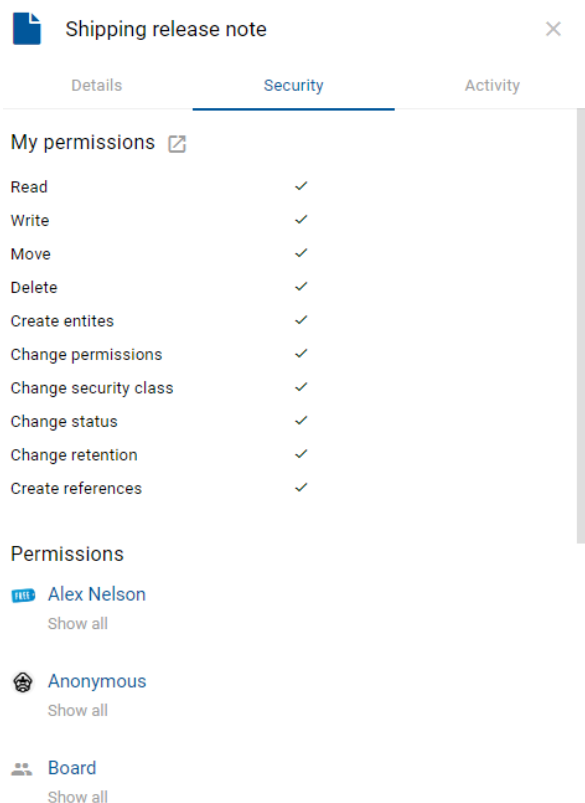 Shipping release note
Details Security Activity
My permissions
Read
Write
Move
Delete
Create entites
Change permissions
Change security class
Change status
Change retention
Create references
Permissions
FREE Alex Nelson
Show all
Anonymous
Show all
Board
Show all